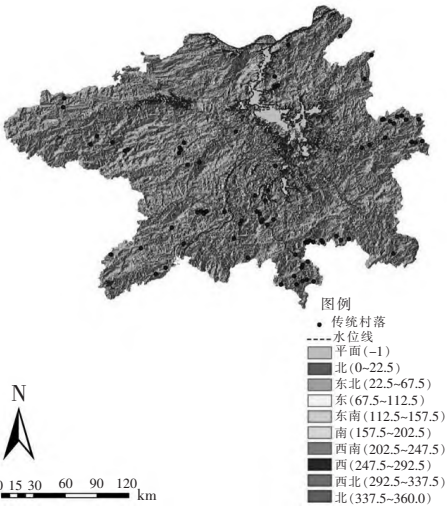 图例
传统村落
水位线
平面(-1)
北(0~22.5)
东北(22.5~67.5)
东(67.5~112.5)
东南(112.5~157.5)
南(157.5~202.5)
西南(202.5~247.5)
西(247.5~292.5)
西北(292.5~337.5)
北(337.5~360.0)
N
0 15 30 60 90 120
km